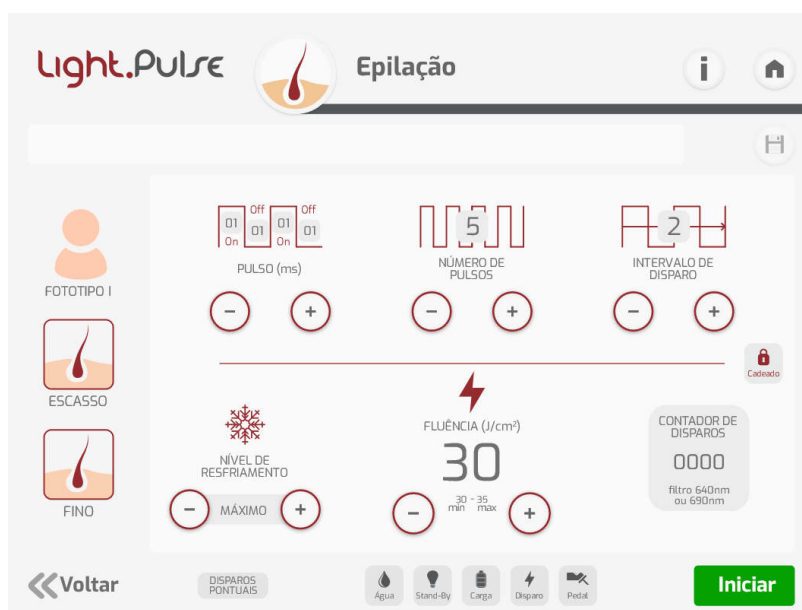 Light.Pulse
Epilação
i
FOTOTIPO I
ESCASSO
FINO
Off Off
01 01 01 01
On On
PULSO (ms)
- +
5
NÚMERO DE
PULSOS
- +
2
INTERVALO DE
DISPARO
- +
Cadeado
NÍVEL DE
RESFRIAMENTO
- MÁXIMO +
FLUÊNCIA (J/cm²)
30
30 - 35
min max
- +
CONTADOR DE
DISPAROS
0000
filtro 640nm
ou 690nm
Voltar
DISPAROS
PONTUAIS
Água Stand-By Carga Disparo Pedal
Iniciar